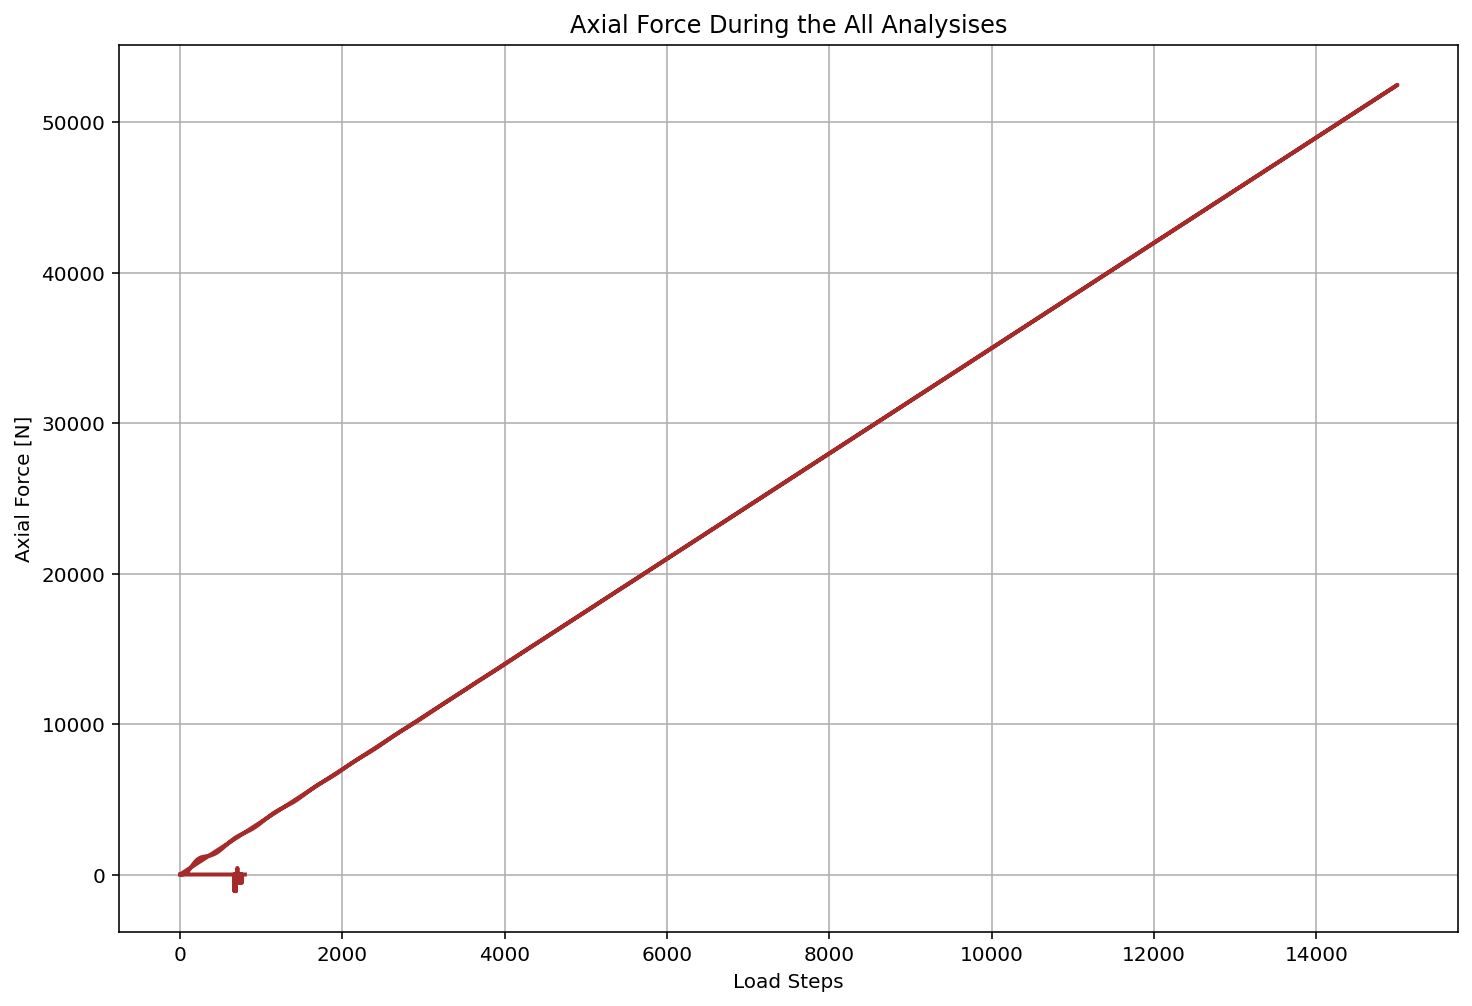 Axial Force During the All Analysises
50000
40000
30000
20000
10000
0
Axial Force [N]
0 2000 4000 6000 8000 10000 12000 14000
Load Steps